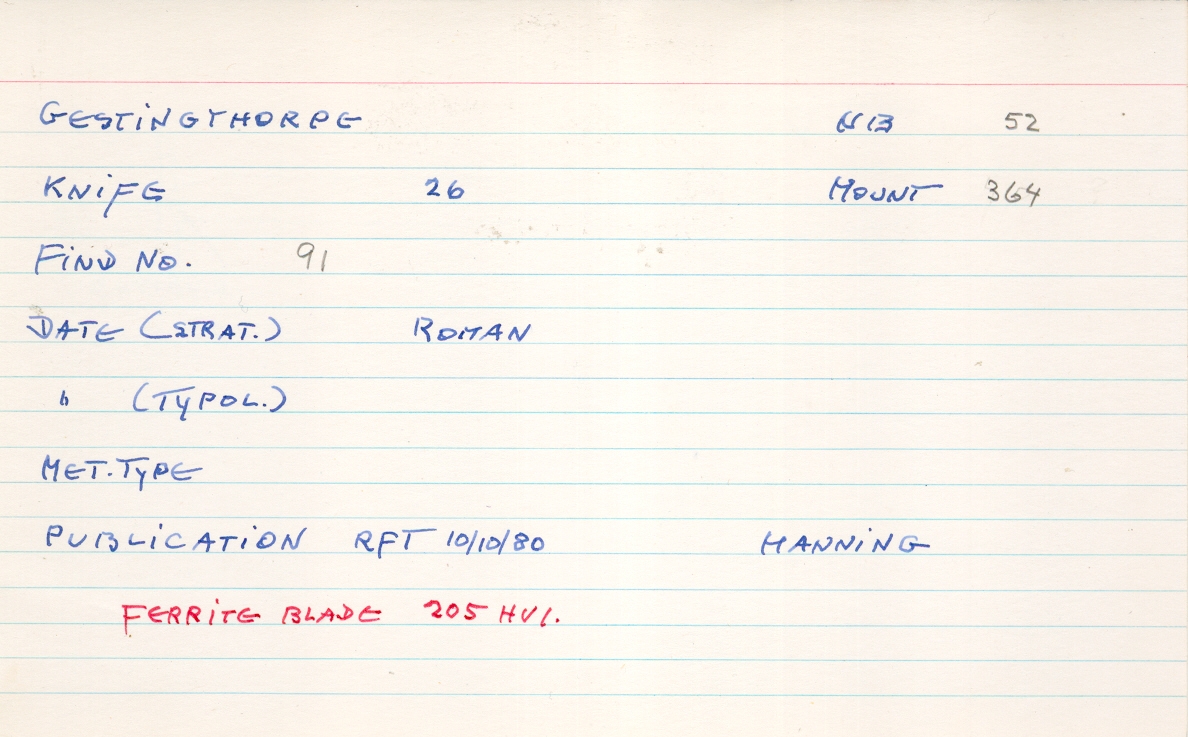 GESTINGTHORPE NB 52
KNIFE 26 MOUNT 364
FIND NO. 91
DATE (STRAT.) ROMAN
" (TYPOL.)
MET. TYPE
PUBLICATION RFT 10/10/80 MANNING
FERRITE BLADE 205 HV1.